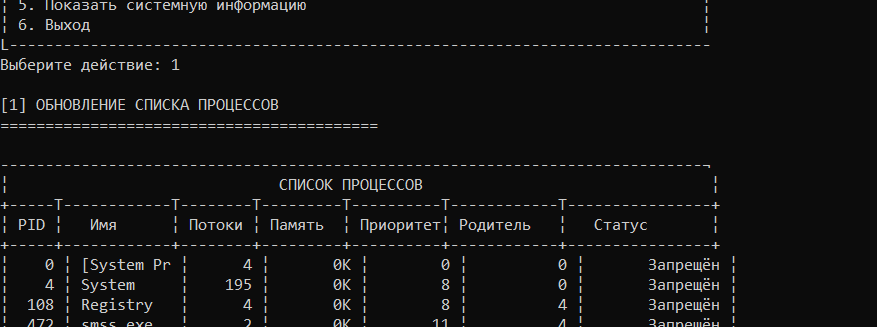 ¦ 5. Показать системную информацию ¦
¦ 6. Выход ¦
L------------------------------------------------------------------------------
Выберите действие: 1
[1] ОБНОВЛЕНИЕ СПИСКА ПРОЦЕССОВ
==========================================
------------------------------------------------------------------------------¬
¦ СПИСОК ПРОЦЕССОВ ¦
+-----T------------T--------T---------T----------T------------T----------------+
¦ PID ¦ Имя ¦ Потоки ¦ Память ¦ Приоритет¦ Родитель ¦ Статус ¦
+-----+------------+--------+---------+----------+------------+----------------+
¦ 0 ¦ [System Pr ¦ 4 ¦ 0K ¦ 0 ¦ 0 ¦ Запрещён ¦
¦ 4 ¦ System ¦ 195 ¦ 0K ¦ 8 ¦ 0 ¦ Запрещён ¦
¦ 108 ¦ Registry ¦ 4 ¦ 0K ¦ 8 ¦ 4 ¦ Запрещён ¦
¦ 472 ¦ smss.exe ¦ 2 ¦ 0K ¦ 11 ¦ 4 ¦ Запрещён ¦